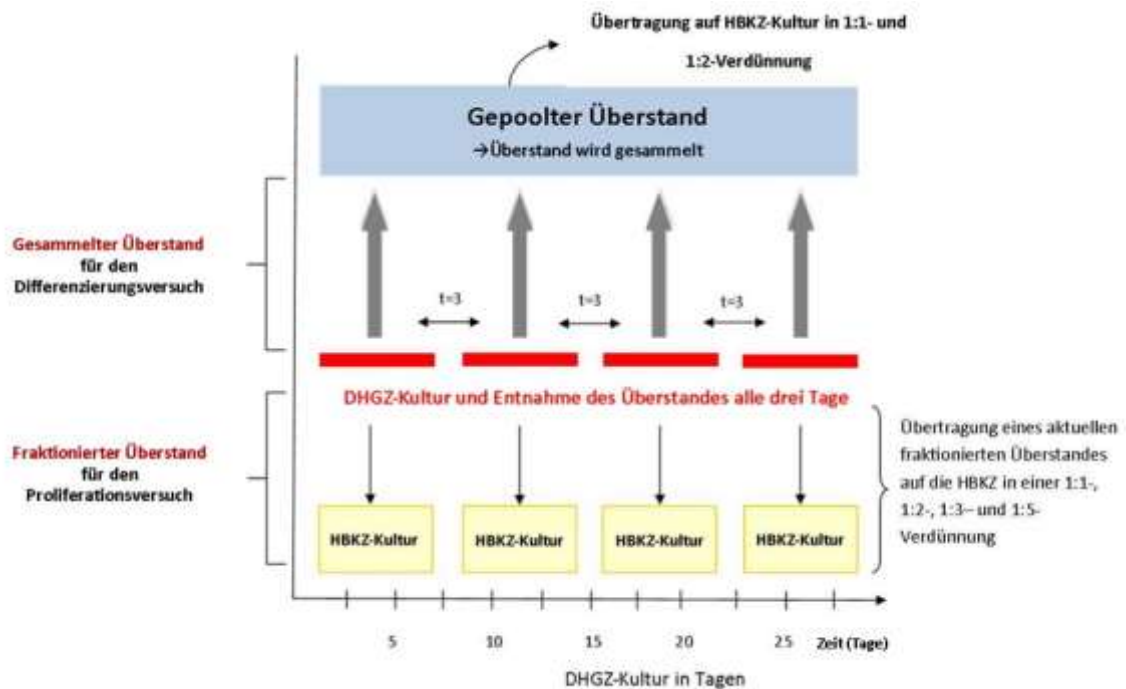 Übertragung auf HBKZ-Kultur in 1:1- und
1:2-Verdünnung
Gepoolter Überstand
→Überstand wird gesammelt
Gesammelter Überstand
für den
Differenzierungsversuch
t=3
t=3
t=3
DHGZ-Kultur und Entnahme des Überstandes alle drei Tage
Fraktionierter Überstand
für den
Proliferationsversuch
Übertragung eines aktuellen
fraktionierten Überstandes
auf die HBKZ in einer 1:1-,
1:2-, 1:3– und 1:5-
Verdünnung
HBKZ-Kultur
HBKZ-Kultur
HBKZ-Kultur
HBKZ-Kultur
5 10 15 20 25 Zeit (Tage)
DHGZ-Kultur in Tagen